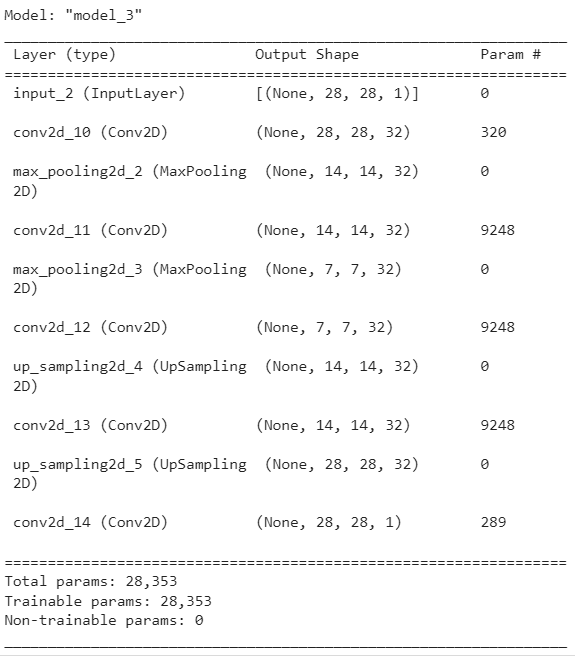 Model: "model_3"
_________________________________________________________________
Layer (type)                Output Shape              Param #
=================================================================
input_2 (InputLayer)        [(None, 28, 28, 1)]       0
conv2d_10 (Conv2D)          (None, 28, 28, 32)        320
max_pooling2d_2 (MaxPooling  (None, 14, 14, 32)       0
2D)
conv2d_11 (Conv2D)          (None, 14, 14, 32)        9248
max_pooling2d_3 (MaxPooling  (None, 7, 7, 32)         0
2D)
conv2d_12 (Conv2D)          (None, 7, 7, 32)          9248
up_sampling2d_4 (UpSampling  (None, 14, 14, 32)       0
2D)
conv2d_13 (Conv2D)          (None, 14, 14, 32)        9248
up_sampling2d_5 (UpSampling  (None, 28, 28, 32)       0
2D)
conv2d_14 (Conv2D)          (None, 28, 28, 1)         289
=================================================================
Total params: 28,353
Trainable params: 28,353
Non-trainable params: 0
_________________________________________________________________